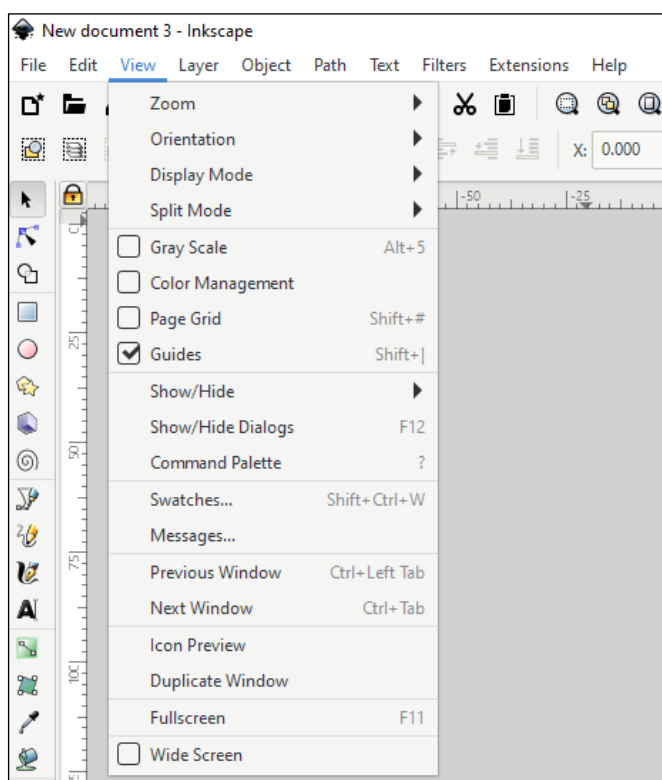 New document 3 - Inkscape
File Edit View Layer Object Path Text Filters Extensions Help
Zoom
Orientation
X: 0.000
Display Mode
-50 -25
Split Mode
0
Gray Scale Alt+5
Color Management
Page Grid Shift+#
25
Guides Shift+|
Show/Hide
Show/Hide Dialogs F12
50
Command Palette ?
Swatches... Shift+Ctrl+W
Messages...
75
Previous Window Ctrl+Left Tab
Next Window Ctrl+Tab
Icon Preview
100
Duplicate Window
Fullscreen F11
Wide Screen